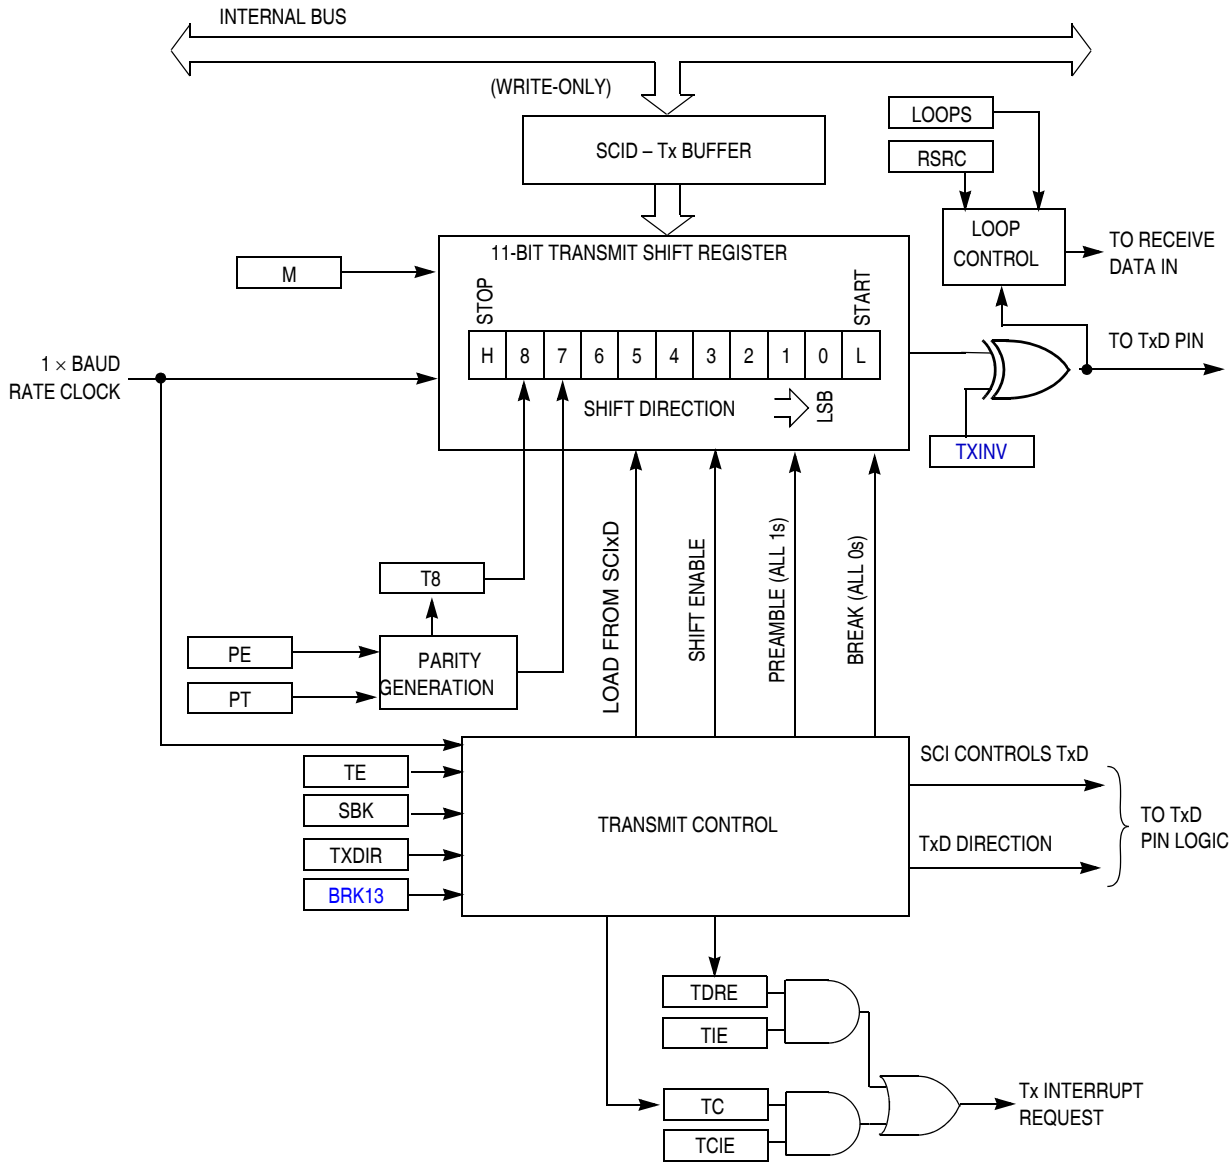 INTERNAL BUS
(WRITE-ONLY)
SCID – Tx BUFFER
LOOPS
RSRC
LOOP
CONTROL
TO RECEIVE
DATA IN
11-BIT TRANSMIT SHIFT REGISTER
M
STOP
START
H 8 7 6 5 4 3 2 1 0 L
1 × BAUD
RATE CLOCK
TO TxD PIN
SHIFT DIRECTION
LSB
TXINV
LOAD FROM SCIxD
SHIFT ENABLE
PREAMBLE (ALL 1s)
BREAK (ALL 0s)
T8
PE
PT
PARITY
GENERATION
TE
SBK
TXDIR
BRK13
TRANSMIT CONTROL
SCI CONTROLS TxD
TxD DIRECTION
TO TxD
PIN LOGIC
TDRE
TIE
TC
TCIE
Tx INTERRUPT
REQUEST